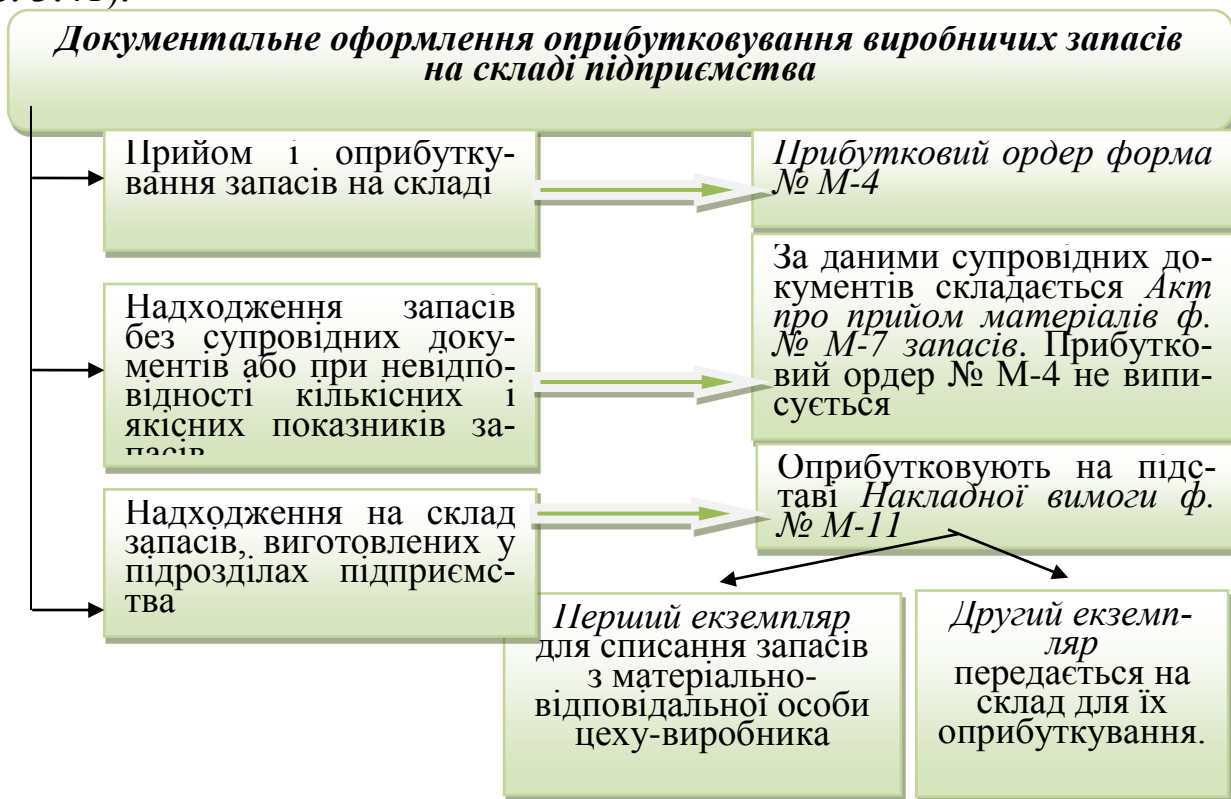 Документальне оформлення оприбутковування виробничих запасів
на складі підприємства
Прийом і оприбутку-
вання запасів на складі
Прибутковий ордер форма
№ М-4
Надходження запасів
без супровідних доку-
ментів або при невідпо-
відності кількісних і
якісних показників за-
пасів
За даними супровідних до-
кументів складається Акт
про прийом матеріалів ф.
№ М-7 запасів. Прибутко-
вий ордер № М-4 не випи-
сується
Надходження на склад
запасів, виготовлених у
підрозділах підприємс-
тва
Оприбутковують на підс-
таві Накладної вимоги ф.
№ М-11
Перший екземпляр
для списання запасів
з матеріально-
відповідальної особи
цеху-виробника
Другий екземп-
ляр
передається на
склад для їх
оприбуткування.